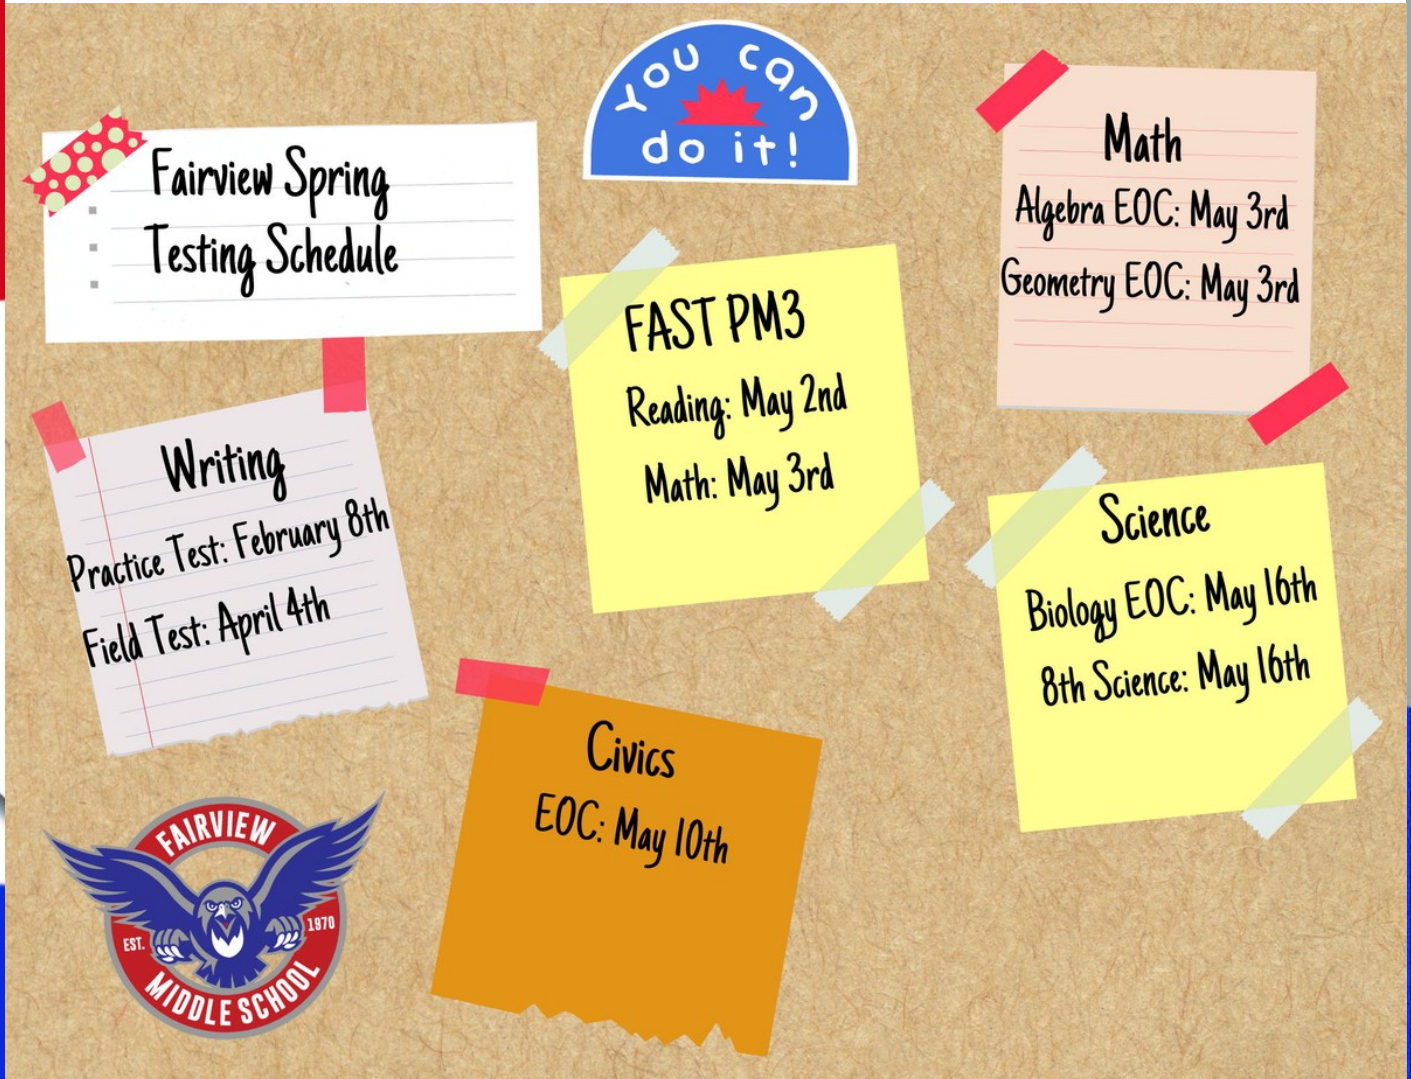 Fairview Spring
Testing Schedule
You can
do it!
Math
Algebra EOC: May 3rd
Geometry EOC: May 3rd
FAST PM3
Reading: May 2nd
Math: May 3rd
Writing
Practice Test: February 8th
Field Test: April 4th
Science
Biology EOC: May 16th
8th Science: May 16th
Civics
EOC: May 10th
FAIRVIEW
EST. 1970
MIDDLE SCHOOL